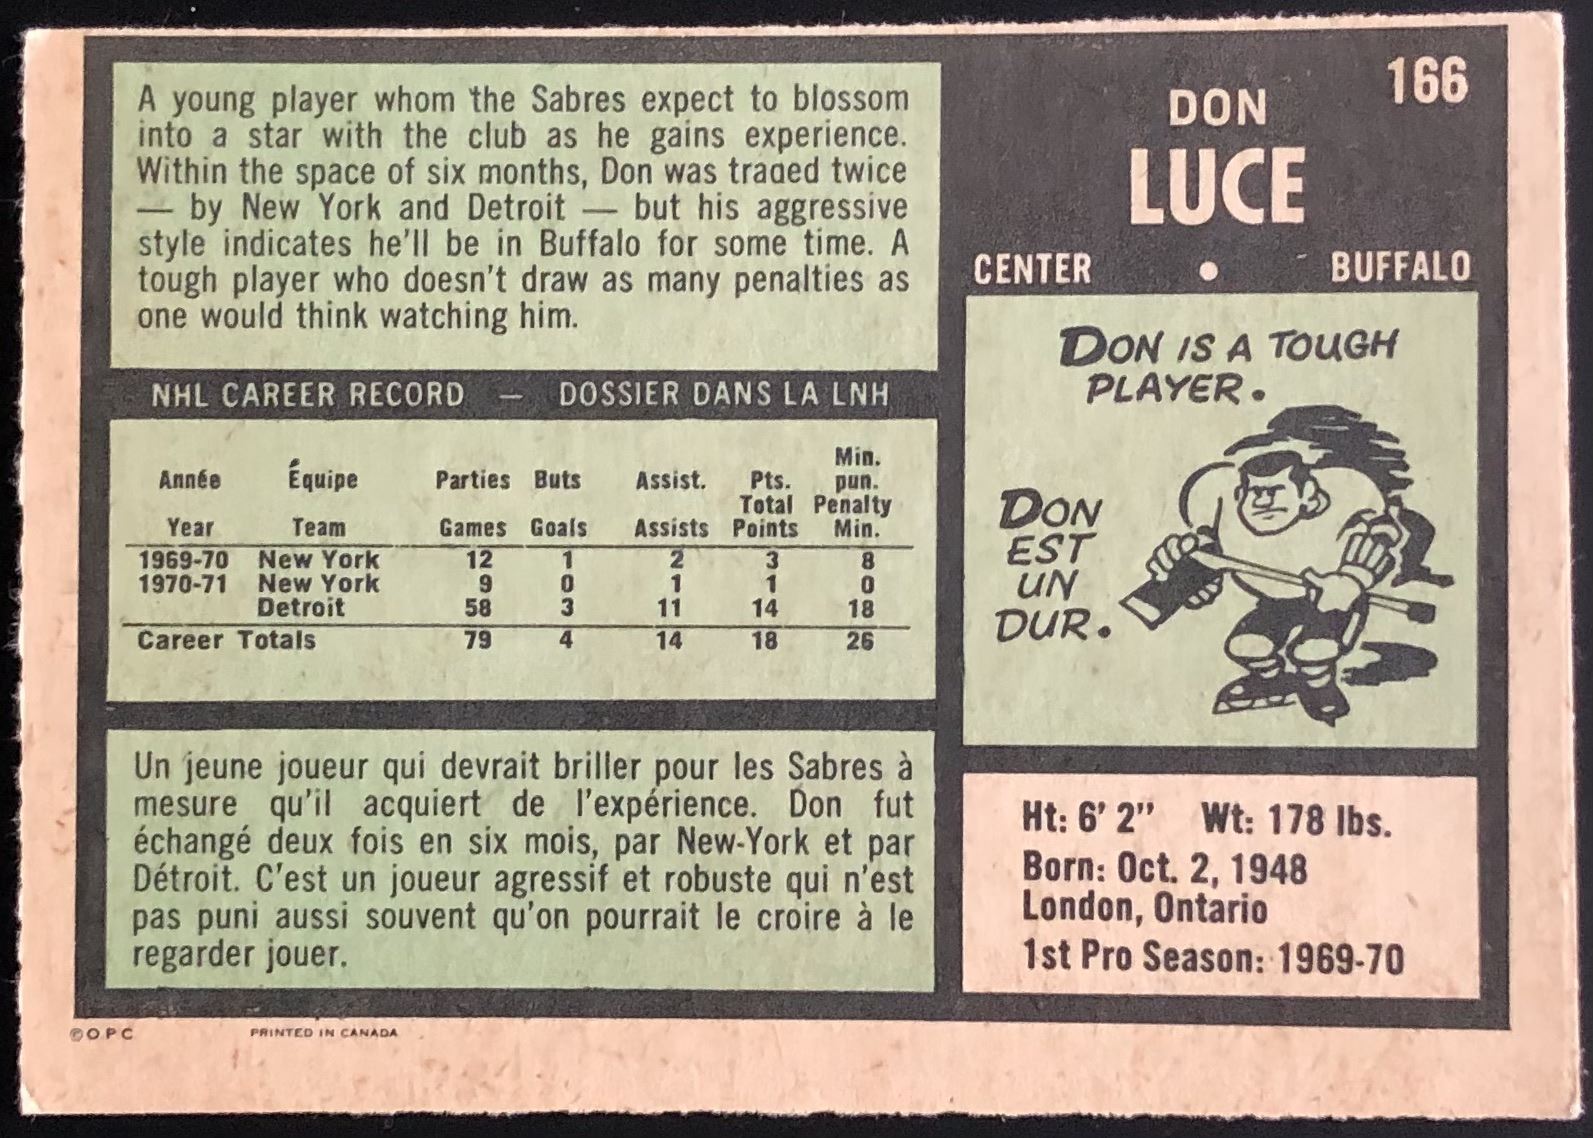 A young player whom the Sabres expect to blossom
into a star with the club as he gains experience.
Within the space of six months, Don was traded twice
— by New York and Detroit — but his aggressive
style indicates he'll be in Buffalo for some time. A
tough player who doesn't draw as many penalties as
one would think watching him.
166
DON
LUCE
CENTER • BUFFALO
NHL CAREER RECORD — DOSSIER DANS LA LNH
Année Équipe Parties Buts Assist. Pts. Min. pun.
Year Team Games Goals Assists Total Points Penalty Min.
1969-70 New York 12 1 2 3 8
1970-71 New York 9 0 1 1 0
Detroit 58 3 11 14 18
Career Totals 79 4 14 18 26
DON IS A TOUGH
PLAYER.
DON
EST
UN
DUR.
Un jeune joueur qui devrait briller pour les Sabres à
mesure qu'il acquiert de l'expérience. Don fut
échangé deux fois en six mois, par New-York et par
Détroit. C'est un joueur agressif et robuste qui n'est
pas puni aussi souvent qu'on pourrait le croire à le
regarder jouer.
Ht: 6' 2" Wt: 178 lbs.
Born: Oct. 2, 1948
London, Ontario
1st Pro Season: 1969-70
©OPC PRINTED IN CANADA